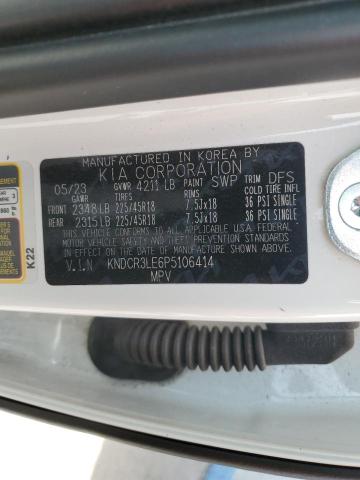 MANUFACTURED IN KOREA BY
KIA CORPORATION
05/23 GVWR 4211 LB PAINT SWP TRIM DFS
GAWR TIRES RIMS COLD TIRE INFL
FRONT 2348 LB 225/45R18 7.5Jx18 36 PSI SINGLE
REAR 2315 LB 225/45R18 7.5Jx18 36 PSI SINGLE
THIS VEHICLE CONFORMS TO ALL APPLICABLE U.S.A. FEDERAL
MOTOR VEHICLE SAFETY AND THEFT PREVENTION STANDARDS
IN EFFECT ON THE DATE OF MANUFACTURE SHOWN ABOVE.
V.I.N KNDCR3LE6P5106414
MPV
K22